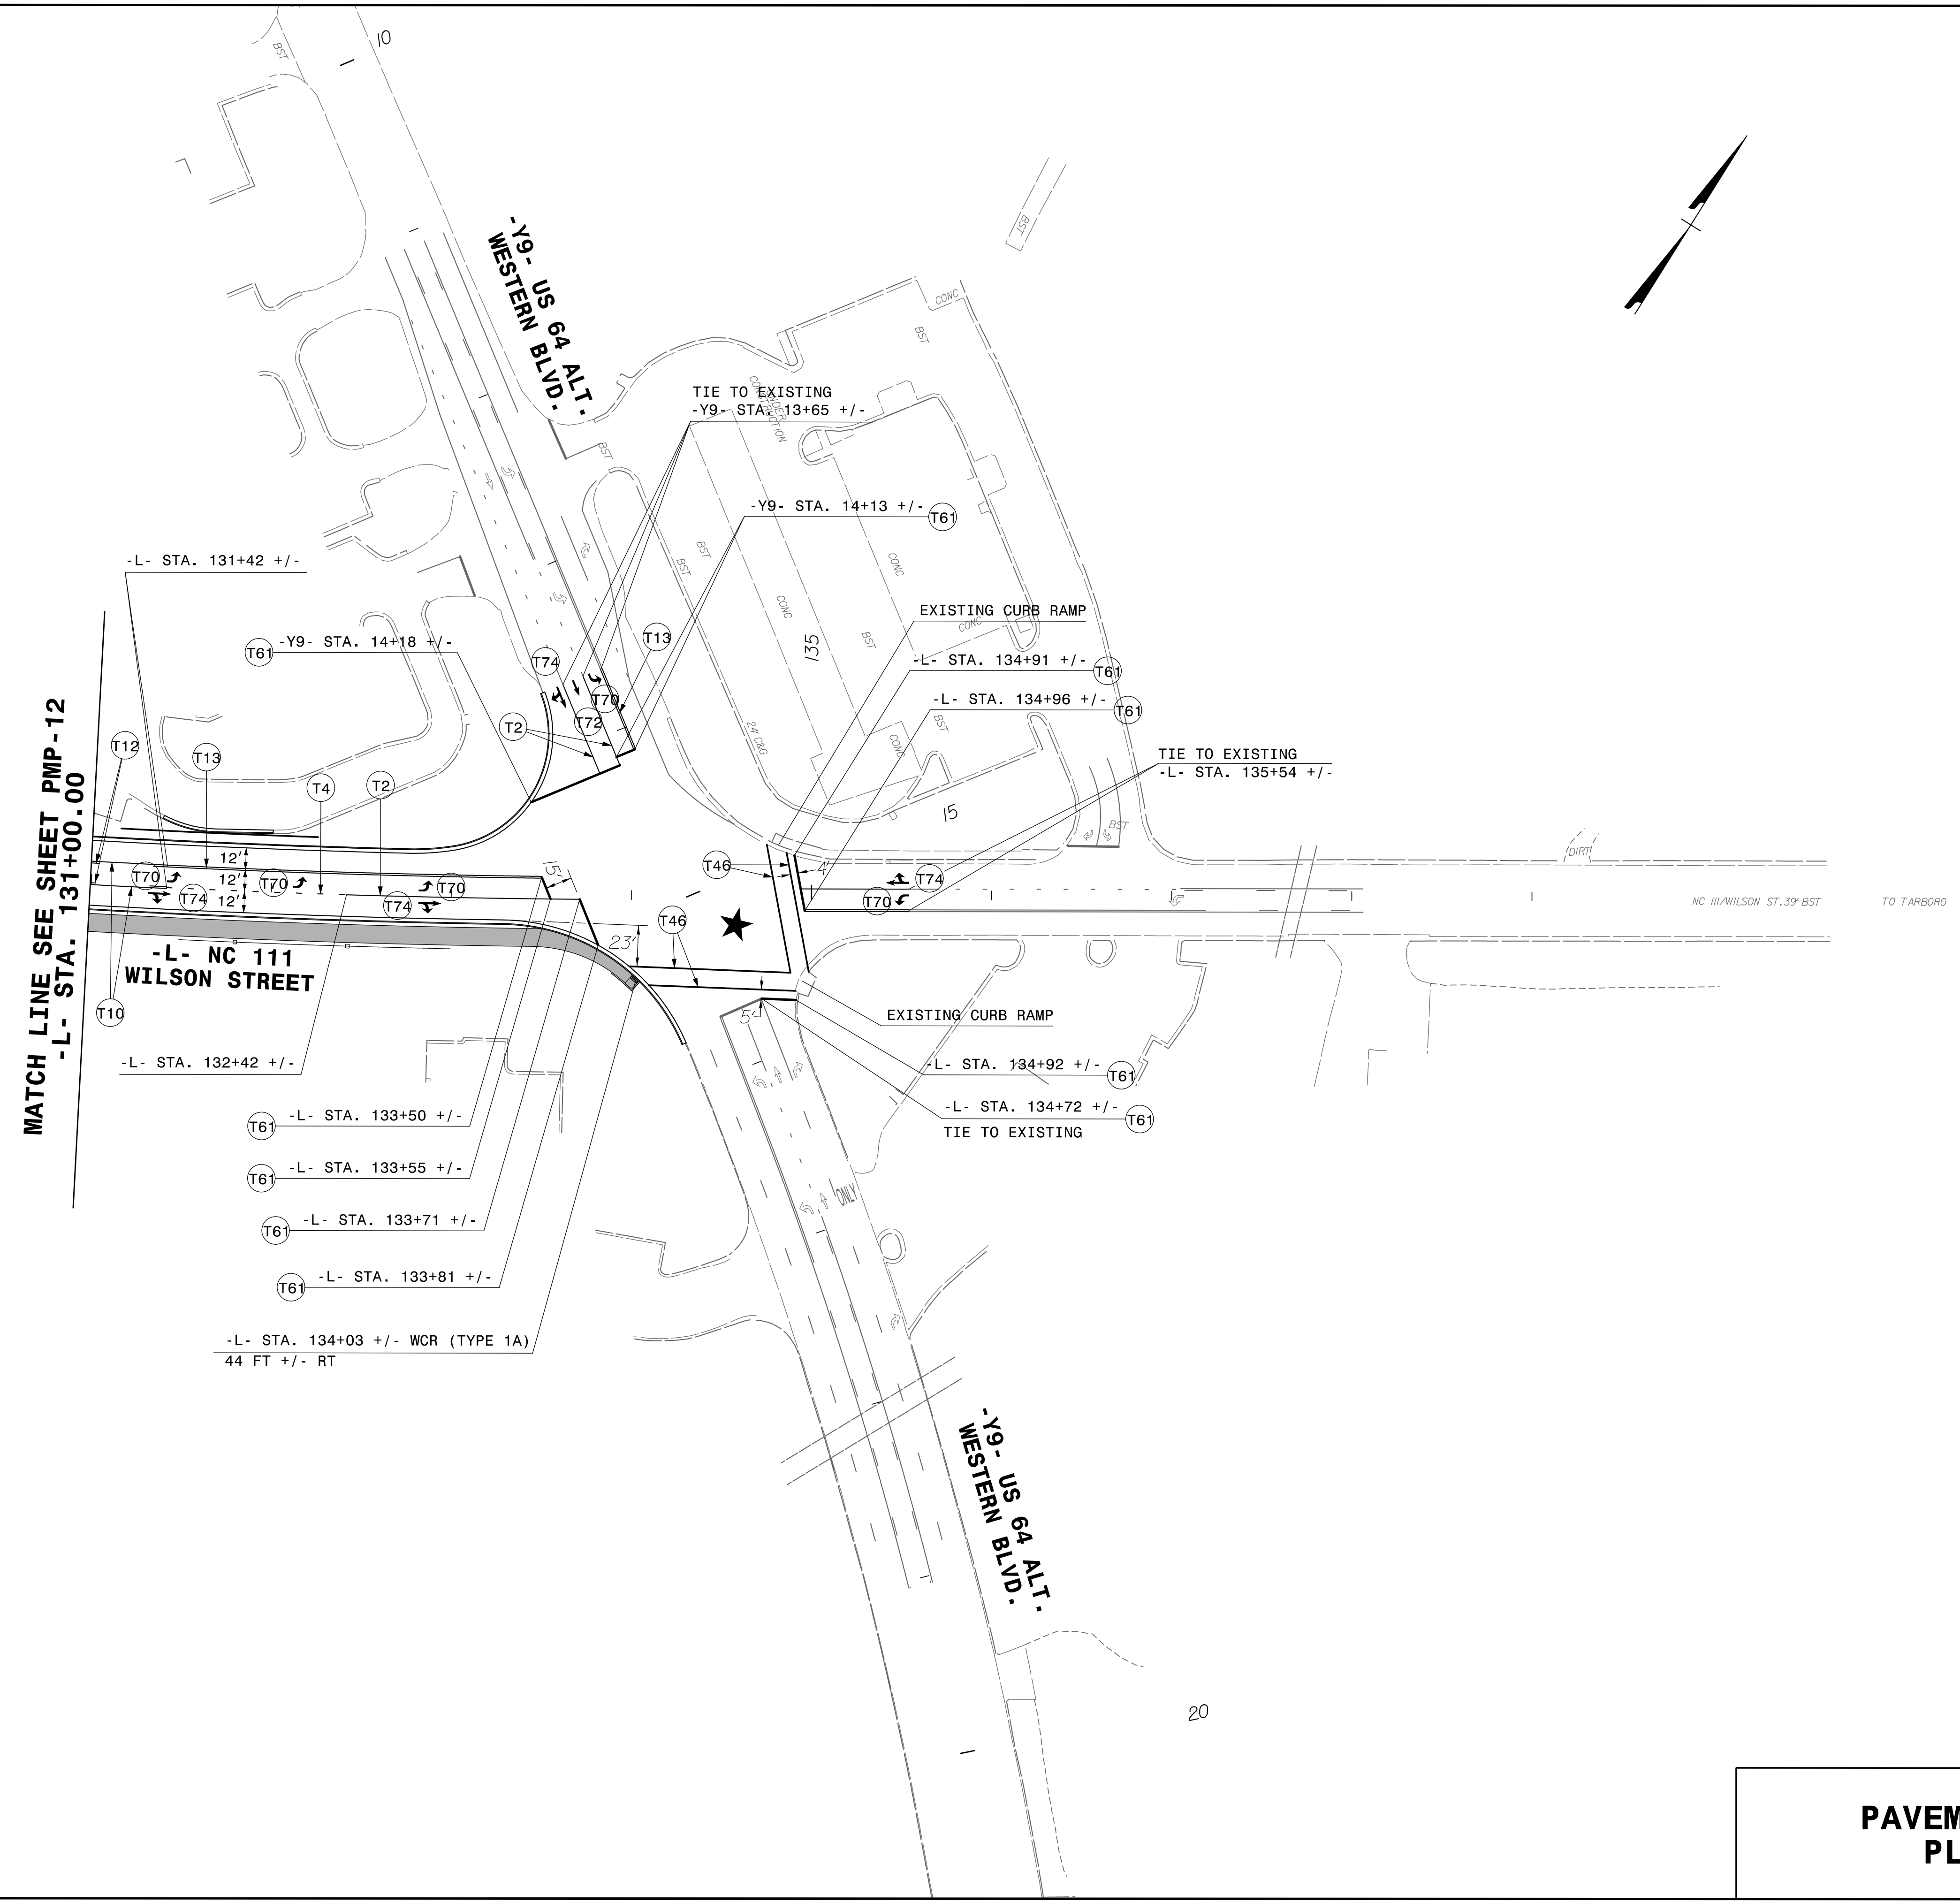 10
BST
-Y9- US 64 ALT.
WESTERN BLVD.
BST
CONC
BST
TIE TO EXISTING
-Y9- STA. 13+65 +/-
UNDER
CONSTRUCTION
BST
-Y9- STA. 14+13 +/-
T61
BST
BST
CONC
CONC
-L- STA. 131+42 +/-
EXISTING CURB RAMP
CONC
135
BST
T61
-Y9- STA. 14+18 +/-
T13
T74
T70
T72
T2
-L- STA. 134+91 +/-
T61
-L- STA. 134+96 +/-
T61
BST
CONC
24' C&G
TIE TO EXISTING
-L- STA. 135+54 +/-
MATCH LINE SEE SHEET PMP-12
-L- STA. 131+00.00
T12
T13
T4
T2
15
BST
DIRT
12'
12'
12'
T70
T74
T70
T74
T70
15'
T46
4'
T74
T70
NC 111/WILSON ST.39' BST
TO TARBORO
T46
23'
-L- NC 111
WILSON STREET
T10
5'
EXISTING CURB RAMP
-L- STA. 132+42 +/-
-L- STA. 134+92 +/-
T61
-L- STA. 134+72 +/-
T61
TIE TO EXISTING
T61
-L- STA. 133+50 +/-
T61
-L- STA. 133+55 +/-
ONLY
T61
-L- STA. 133+71 +/-
T61
-L- STA. 133+81 +/-
-L- STA. 134+03 +/- WCR (TYPE 1A)
44 FT +/- RT
-Y9- US 64 ALT.
WESTERN BLVD.
20
PAVEM
PL